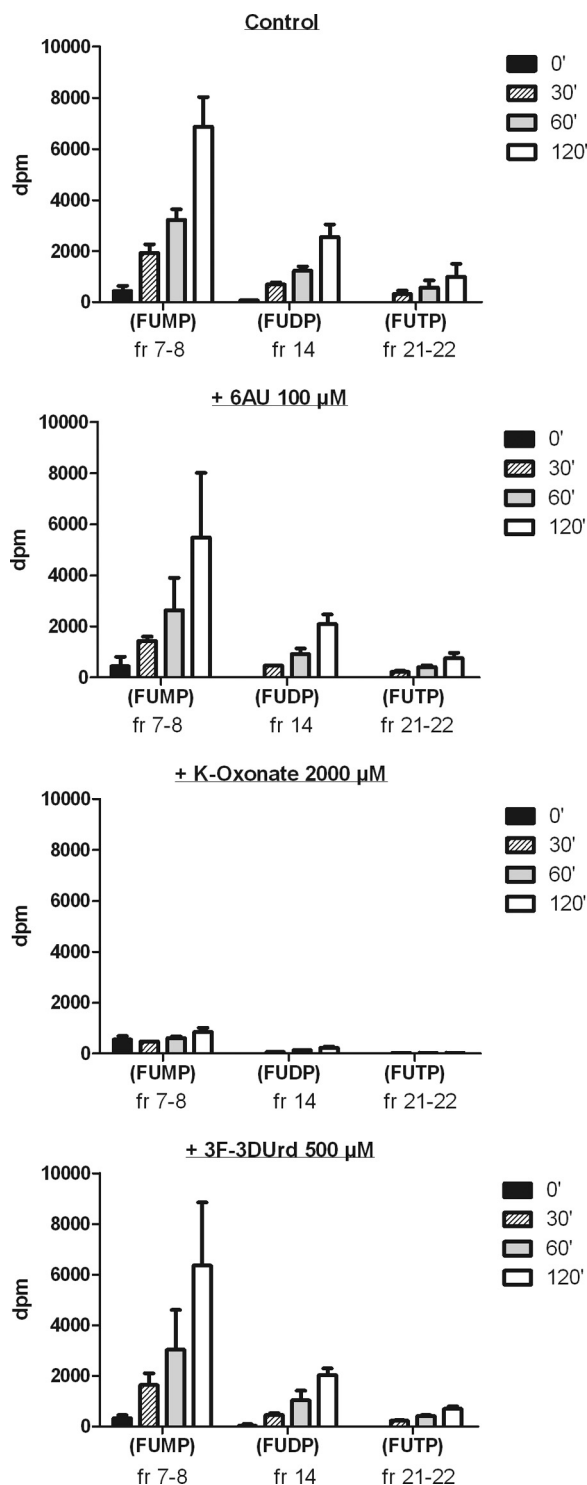 Control
10000
8000
6000
4000
2000
0
dpm
0'
30'
60'
120'
(FUMP) (FUDP) (FUTP)
fr 7-8 fr 14 fr 21-22
+ 6AU 100 µM
10000
8000
6000
4000
2000
0
dpm
0'
30'
60'
120'
(FUMP) (FUDP) (FUTP)
fr 7-8 fr 14 fr 21-22
+ K-Oxonate 2000 µM
10000
8000
6000
4000
2000
0
dpm
0'
30'
60'
120'
(FUMP) (FUDP) (FUTP)
fr 7-8 fr 14 fr 21-22
+ 3F-3DUrd 500 µM
10000
8000
6000
4000
2000
0
dpm
0'
30'
60'
120'
(FUMP) (FUDP) (FUTP)
fr 7-8 fr 14 fr 21-22